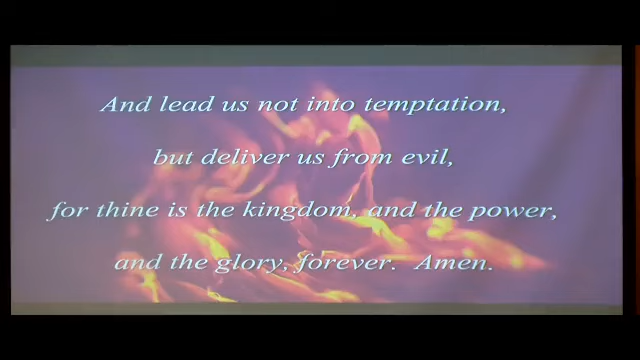 And lead us not into temptation,
but deliver us from evil,
for thine is the kingdom, and the power,
and the glory, forever. Amen.